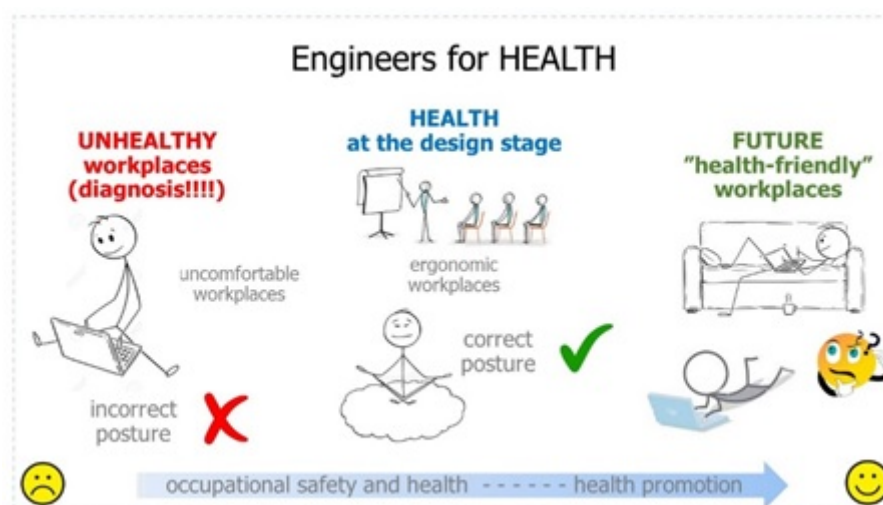 Engineers for HEALTH
UNHEALTHY
workplaces
(diagnosis!!!!)
uncomfortable
workplaces
incorrect
posture
HEALTH
at the design stage
ergonomic
workplaces
correct
posture
FUTURE
"health-friendly"
workplaces
??
occupational safety and health - - - - - - health promotion